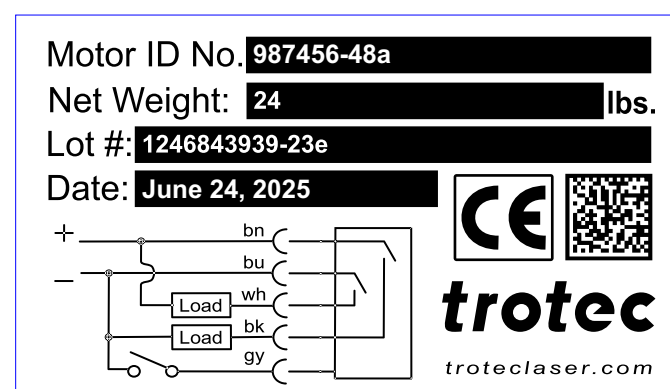 Motor ID No. 987456-48a
Net Weight: 24 lbs.
Lot #: 1246843939-23e
Date: June 24, 2025
CE
+ bn
− bu
Load wh
Load bk
gy
trotec
troteclaser.com